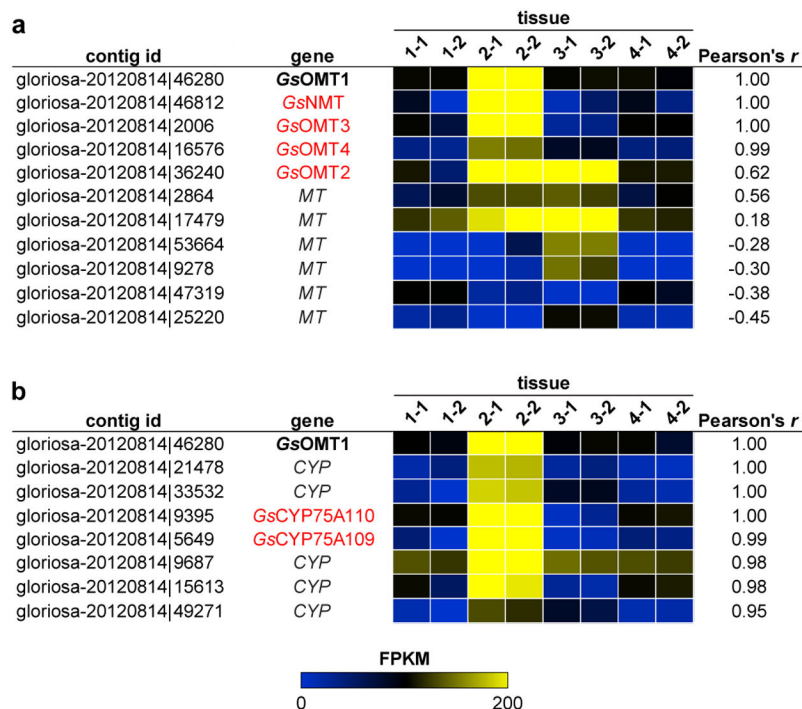 a
tissue
contig id gene 1-1 1-2 2-1 2-2 3-1 3-2 4-1 4-2 Pearson's r
gloriosa-20120814|46280 GsOMT1 1.00
gloriosa-20120814|46812 GsNMT 1.00
gloriosa-20120814|2006 GsOMT3 1.00
gloriosa-20120814|16576 GsOMT4 0.99
gloriosa-20120814|36240 GsOMT2 0.62
gloriosa-20120814|2864 MT 0.56
gloriosa-20120814|17479 MT 0.18
gloriosa-20120814|53664 MT -0.28
gloriosa-20120814|9278 MT -0.30
gloriosa-20120814|47319 MT -0.38
gloriosa-20120814|25220 MT -0.45
b
tissue
contig id gene 1-1 1-2 2-1 2-2 3-1 3-2 4-1 4-2 Pearson's r
gloriosa-20120814|46280 GsOMT1 1.00
gloriosa-20120814|21478 CYP 1.00
gloriosa-20120814|33532 CYP 1.00
gloriosa-20120814|9395 GsCYP75A110 1.00
gloriosa-20120814|5649 GsCYP75A109 0.99
gloriosa-20120814|9687 CYP 0.98
gloriosa-20120814|15613 CYP 0.98
gloriosa-20120814|49271 CYP 0.95
FPKM
0 200